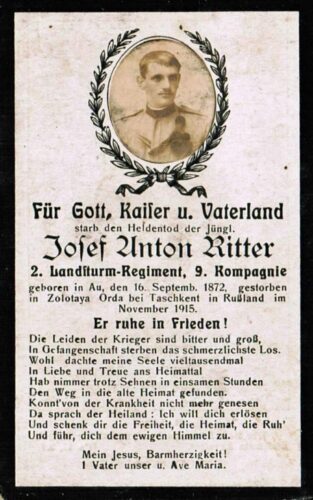 Für Gott, Kaiser u. Vaterland
starb den Heldentod der Jüngl.
Josef Anton Ritter
2. Landsturm-Regiment, 9. Kompagnie
geboren in Au, den 16. Septemb. 1872, gestorben
in Zolotaya Orda bei Taschkent in Rußland im
November 1915.
Er ruhe in Frieden!
Die Leiden der Krieger sind bitter und groß,
In Gefangenschaft sterben das schmerzlichste Los.
Wohl dachte meine Seele vieltausendmal
In Liebe und Treue ans Heimattal
Hab nimmer trotz Sehnen in einsamen Stunden
Den Weg in die alte Heimat gefunden.
Konnt'von der Krankheit nicht mehr genesen
Da sprach der Heiland: Ich will dich erlösen
Und schenk dir die Freiheit, die Heimat, die Ruh'
Und führ, dich dem ewigen Himmel zu.
Mein Jesus, Barmherzigkeit!
1 Vater unser u. Ave Maria.